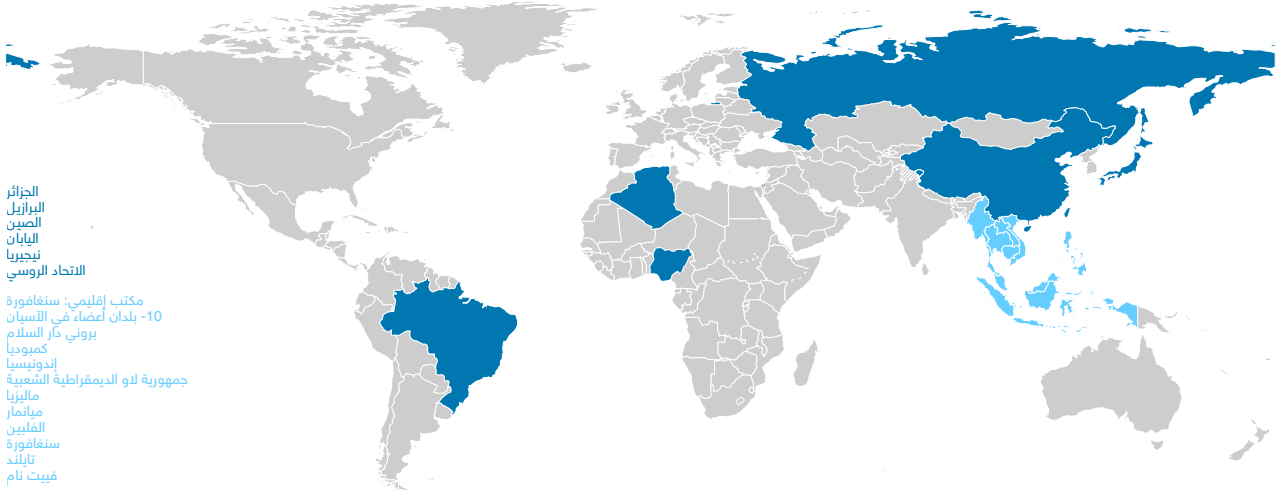 الجزائر
البرازيل
الصين
اليابان
نيجيريا
الاتحاد الروسي
مكتب إقليمي: سنغافورة
10- بلدان أعضاء في الآسيان
بروني دار السلام
كمبوديا
إندونيسيا
جمهورية لاو الديمقراطية الشعبية
ماليزيا
ميانمار
الفلبين
سنغافورة
تايلند
فييت نام